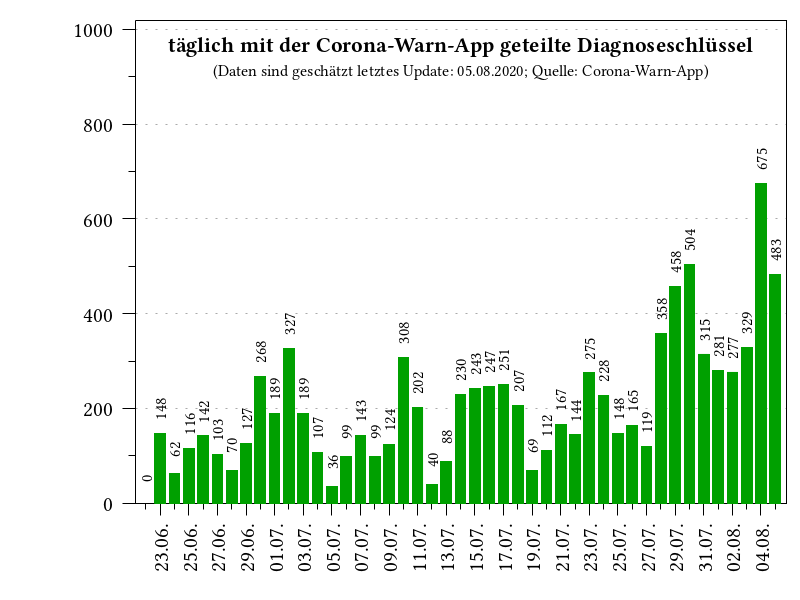 täglich mit der Corona-Warn-App geteilte Diagnoseschlüssel
(Daten sind geschätzt letztes Update: 05.08.2020; Quelle: Corona-Warn-App)
1000
800
600
400
200
0
0 148 62 116 142 103 70 127 268 189 327 189 107 36 99 143 99 124 308 202 40 88 230 243 247 251 207 69 112 167 144 275 228 148 165 119 358 458 504 315 281 277 329 675 483
23.06. 25.06. 27.06. 29.06. 01.07. 03.07. 05.07. 07.07. 09.07. 11.07. 13.07. 15.07. 17.07. 19.07. 21.07. 23.07. 25.07. 27.07. 29.07. 31.07. 02.08. 04.08.